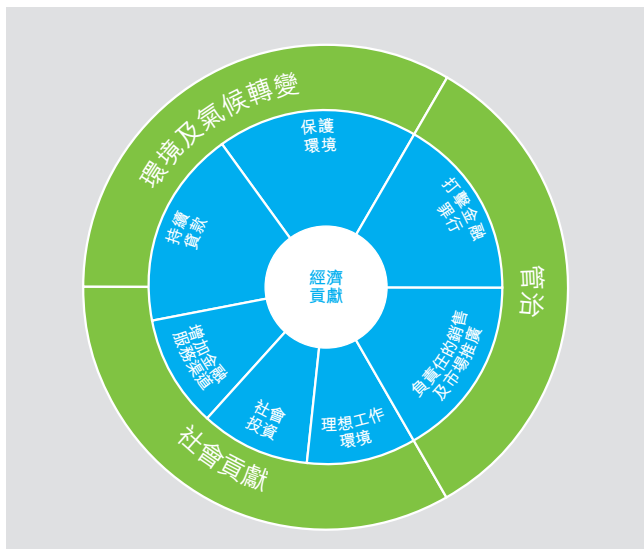 環境及氣候轉變
管治
社會貢獻
保護
環境
打擊金融
罪行
負責任的銷售
及市場推廣
理想工作
環境
社會
投資
增加金融
服務渠道
持續
貸款
經濟
貢獻